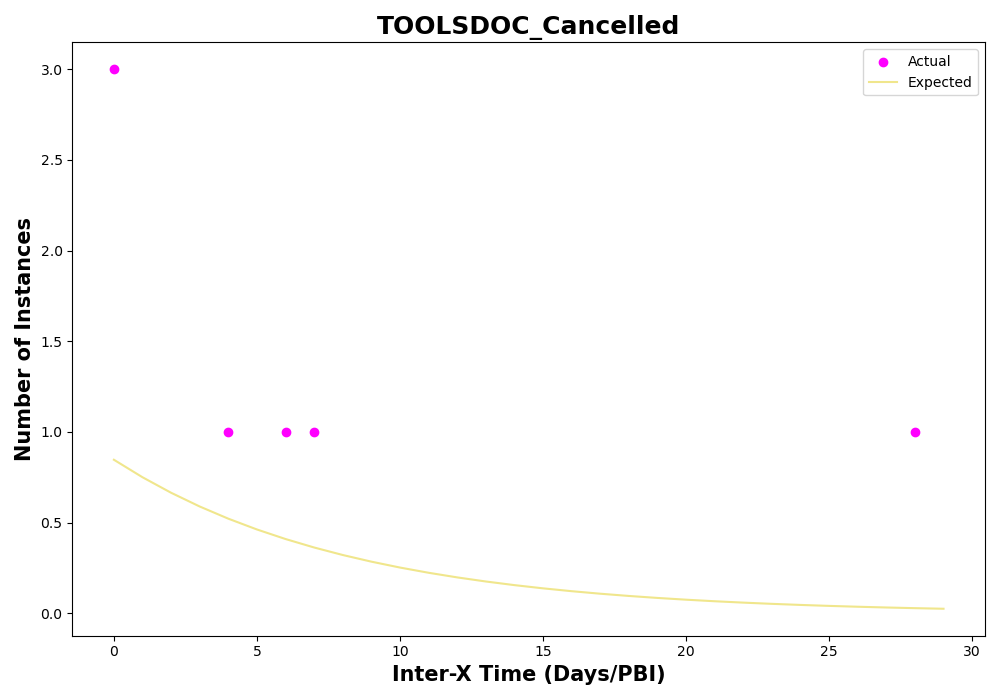 TOOLSDOC_Cancelled
Actual
Expected
Number of Instances
3.0
2.5
2.0
1.5
1.0
0.5
0.0
0 5 10 15 20 25 30
Inter-X Time (Days/PBI)